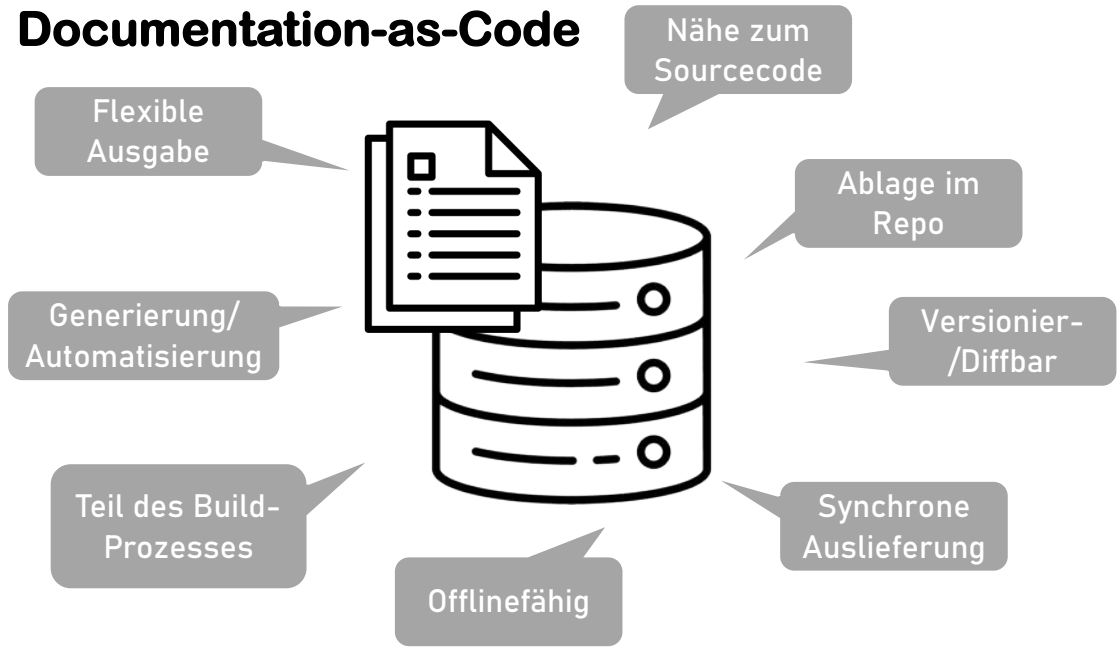 Documentation-as-Code
Nähe zum
Sourcecode
Flexible
Ausgabe
Ablage im
Repo
Generierung/
Automatisierung
Versionier-
/Diffbar
Teil des Build-
Prozesses
Synchrone
Auslieferung
Offlinefähig